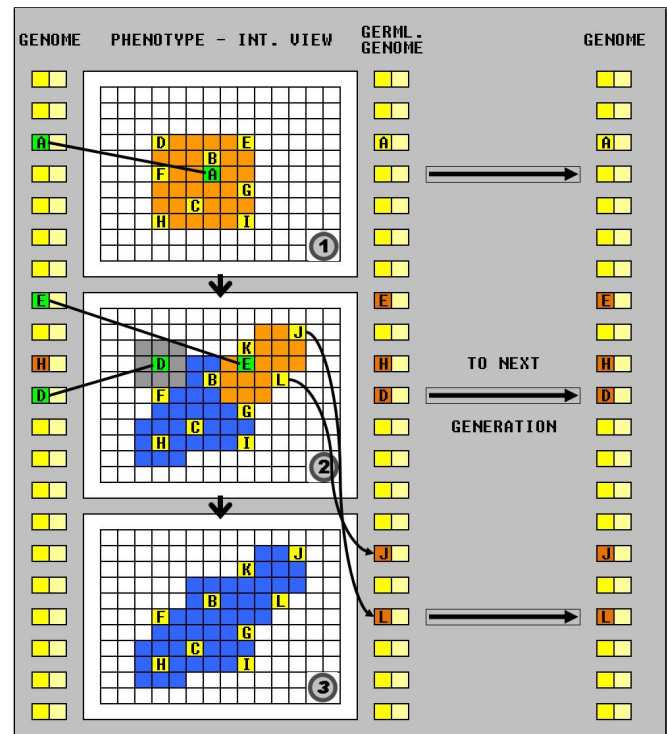 GENOME PHENOTYPE - INT. VIEW GERML. GENOME GENOME
A A A
D E
B
F A
G
C
H I
1
E E E
J
K
H D E H TO NEXT H
B L
D F D D
G GENERATION
C
H I
2
J J J
K
B L
F L L
G
C
H I
3